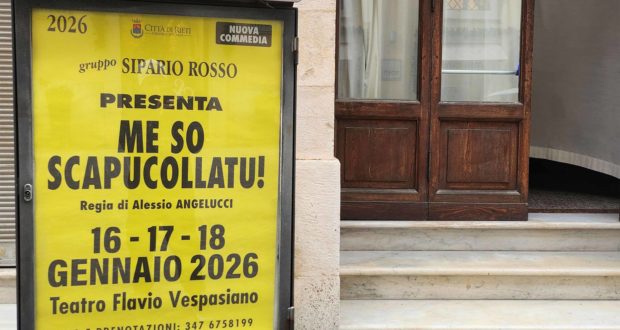 2026
CITTÀ DI RIETI
NUOVA
COMMEDIA
gruppo SIPARIO ROSSO
PRESENTA
ME SO
SCAPUCOLLATU!
Regia di Alessio ANGELUCCI
16 - 17 - 18
GENNAIO 2026
Teatro Flavio Vespasiano
PRENOTAZIONI: 347 6758199